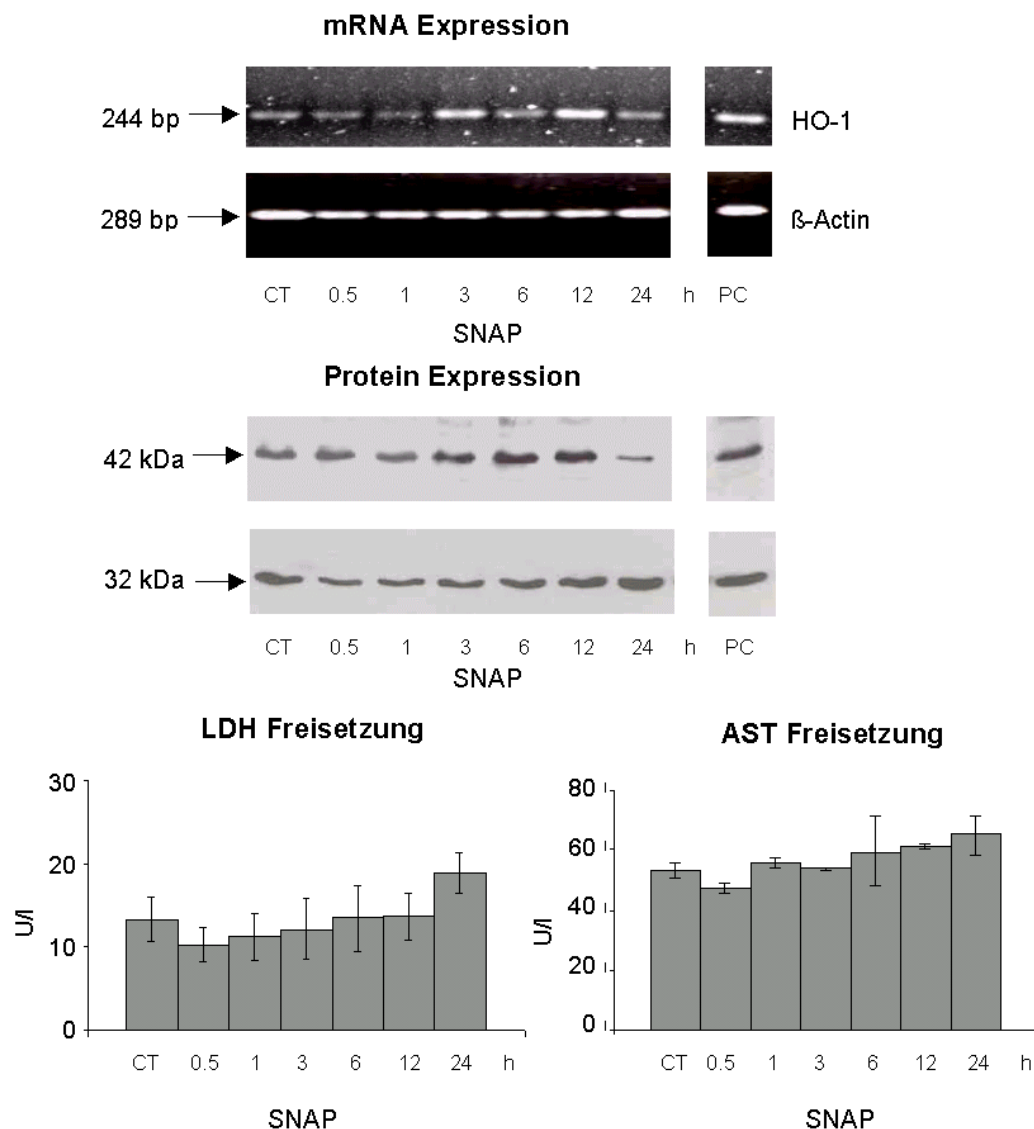 mRNA Expression
244 bp
HO-1
289 bp
ß-Actin
CT 0.5 1 3 6 12 24 h PC
SNAP
Protein Expression
42 kDa
32 kDa
CT 0.5 1 3 6 12 24 h PC
SNAP
LDH Freisetzung
30
20
10
0
U/l
CT 0.5 1 3 6 12 24 h
SNAP
AST Freisetzung
80
60
40
60
20
0
U/l
CT 0.5 1 3 6 12 24 h
SNAP